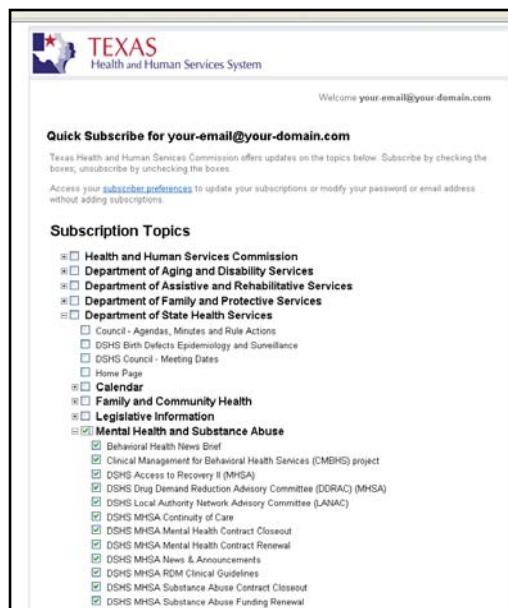 TEXAS
Health and Human Services System
Welcome your-email@your-domain.com
Quick Subscribe for your-email@your-domain.com
Texas Health and Human Services Commission offers updates on the topics below. Subscribe by checking the
boxes; unsubscribe by unchecking the boxes.
Access your subscriber preferences to update your subscriptions or modify your password or email address
without adding subscriptions.
Subscription Topics
Health and Human Services Commission
Department of Aging and Disability Services
Department of Assistive and Rehabilitative Services
Department of Family and Protective Services
Department of State Health Services
Council - Agendas, Minutes and Rule Actions
DSHS Birth Defects Epidemiology and Surveillance
DSHS Council - Meeting Dates
Home Page
Calendar
Family and Community Health
Legislative Information
Mental Health and Substance Abuse
Behavioral Health News Brief
Clinical Management for Behavioral Health Services (CMBHS) project
DSHS Access to Recovery II (MHSA)
DSHS Drug Demand Reduction Advisory Committee (DDRAC) (MHSA)
DSHS Local Authority Network Advisory Committee (LANAC)
DSHS MHSA Continuity of Care
DSHS MHSA Mental Health Contract Closeout
DSHS MHSA Mental Health Contract Renewal
DSHS MHSA News & Announcements
DSHS MHSA RDM Clinical Guidelines
DSHS MHSA Substance Abuse Contract Closeout
DSHS MHSA Substance Abuse Funding Renewal